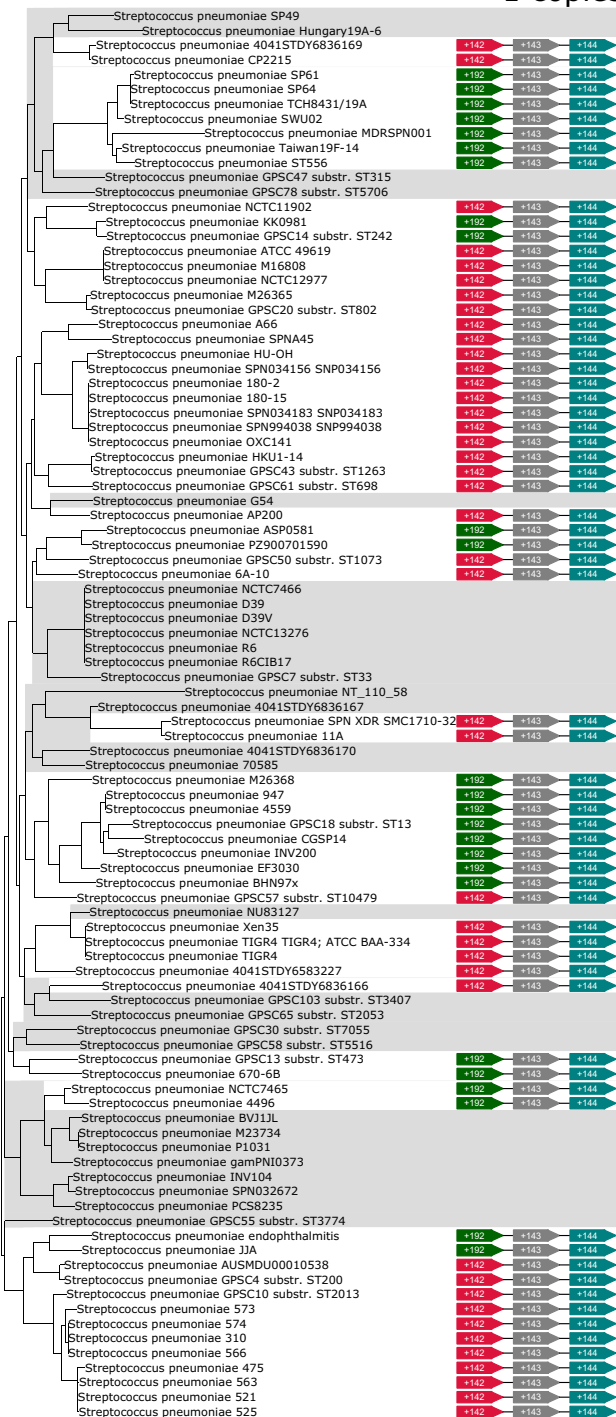 Streptococcus pneumoniae SP49
Streptococcus pneumoniae Hungary19A-6
Streptococcus pneumoniae 4041STDY6836169 +142 +143 +144
Streptococcus pneumoniae CP2215 +142 +143 +144
Streptococcus pneumoniae SP61 +192 +143 +144
Streptococcus pneumoniae SP64 +192 +143 +144
Streptococcus pneumoniae TCH8431/19A +192 +143 +144
Streptococcus pneumoniae SWU02 +192 +143 +144
Streptococcus pneumoniae MDRSPN001 +192 +143 +144
Streptococcus pneumoniae Taiwan19F-14 +192 +143 +144
Streptococcus pneumoniae ST556 +192 +143 +144
Streptococcus pneumoniae GPSC47 substr. ST315
Streptococcus pneumoniae GPSC78 substr. ST5706
Streptococcus pneumoniae NCTC11902 +142 +143 +144
Streptococcus pneumoniae KK0981 +192 +143 +144
Streptococcus pneumoniae GPSC14 substr. ST242 +192 +143 +144
Streptococcus pneumoniae ATCC 49619 +142 +143 +144
Streptococcus pneumoniae M16808 +142 +143 +144
Streptococcus pneumoniae NCTC12977 +142 +143 +144
Streptococcus pneumoniae M26365 +142 +143 +144
Streptococcus pneumoniae GPSC20 substr. ST802 +142 +143 +144
Streptococcus pneumoniae A66 +142 +143 +144
Streptococcus pneumoniae SPNA45 +142 +143 +144
Streptococcus pneumoniae HU-OH +142 +143 +144
Streptococcus pneumoniae SPN034156 SNP034156 +142 +143 +144
Streptococcus pneumoniae 180-2 +142 +143 +144
Streptococcus pneumoniae 180-15 +142 +143 +144
Streptococcus pneumoniae SPN034183 SNP034183 +142 +143 +144
Streptococcus pneumoniae SPN994038 SNP994038 +142 +143 +144
Streptococcus pneumoniae OXC141 +142 +143 +144
Streptococcus pneumoniae HKU1-14 +142 +143 +144
Streptococcus pneumoniae GPSC43 substr. ST1263 +142 +143 +144
Streptococcus pneumoniae GPSC61 substr. ST698 +142 +143 +144
Streptococcus pneumoniae G54
Streptococcus pneumoniae AP200 +142 +143 +144
Streptococcus pneumoniae ASP0581 +192 +143 +144
Streptococcus pneumoniae PZ900701590 +192 +143 +144
Streptococcus pneumoniae GPSC50 substr. ST1073 +142 +143 +144
Streptococcus pneumoniae 6A-10 +142 +143 +144
Streptococcus pneumoniae NCTC7466
Streptococcus pneumoniae D39
Streptococcus pneumoniae D39V
Streptococcus pneumoniae NCTC13276
Streptococcus pneumoniae R6
Streptococcus pneumoniae R6CIB17
Streptococcus pneumoniae GPSC7 substr. ST33
Streptococcus pneumoniae NT_110_58
Streptococcus pneumoniae 4041STDY6836167
Streptococcus pneumoniae SPN XDR SMC1710-32 +142 +143 +144
Streptococcus pneumoniae 11A +142 +143 +144
Streptococcus pneumoniae 4041STDY6836170
Streptococcus pneumoniae 70585
Streptococcus pneumoniae M26368 +192 +143 +144
Streptococcus pneumoniae 947 +192 +143 +144
Streptococcus pneumoniae 4559 +192 +143 +144
Streptococcus pneumoniae GPSC18 substr. ST13 +192 +143 +144
Streptococcus pneumoniae CGSP14 +192 +143 +144
Streptococcus pneumoniae INV200 +192 +143 +144
Streptococcus pneumoniae EF3030 +192 +143 +144
Streptococcus pneumoniae BHN97x +192 +143 +144
Streptococcus pneumoniae GPSC57 substr. ST10479 +142 +143 +144
Streptococcus pneumoniae NU83127
Streptococcus pneumoniae Xen35 +142 +143 +144
Streptococcus pneumoniae TIGR4 TIGR4; ATCC BAA-334 +142 +143 +144
Streptococcus pneumoniae TIGR4 +142 +143 +144
Streptococcus pneumoniae 4041STDY6583227 +142 +143 +144
Streptococcus pneumoniae 4041STDY6836166 +142 +143 +144
Streptococcus pneumoniae GPSC103 substr. ST3407
Streptococcus pneumoniae GPSC65 substr. ST2053
Streptococcus pneumoniae GPSC30 substr. ST7055
Streptococcus pneumoniae GPSC58 substr. ST5516
Streptococcus pneumoniae GPSC13 substr. ST473 +192 +143 +144
Streptococcus pneumoniae 670-6B +192 +143 +144
Streptococcus pneumoniae NCTC7465 +192 +143 +144
Streptococcus pneumoniae 4496 +192 +143 +144
Streptococcus pneumoniae BVJ1JL
Streptococcus pneumoniae M23734
Streptococcus pneumoniae P1031
Streptococcus pneumoniae gamPNI0373
Streptococcus pneumoniae INV104
Streptococcus pneumoniae SPN032672
Streptococcus pneumoniae PCS8235
Streptococcus pneumoniae GPSC55 substr. ST3774
Streptococcus pneumoniae endophthalmitis +192 +143 +144
Streptococcus pneumoniae JJA +192 +143 +144
Streptococcus pneumoniae AUSMDU00010538 +142 +143 +144
Streptococcus pneumoniae GPSC4 substr. ST200 +142 +143 +144
Streptococcus pneumoniae GPSC10 substr. ST2013 +142 +143 +144
Streptococcus pneumoniae 573 +142 +143 +144
Streptococcus pneumoniae 574 +142 +143 +144
Streptococcus pneumoniae 310 +142 +143 +144
Streptococcus pneumoniae 566 +142 +143 +144
Streptococcus pneumoniae 475 +142 +143 +144
Streptococcus pneumoniae 563 +142 +143 +144
Streptococcus pneumoniae 521 +142 +143 +144
Streptococcus pneumoniae 525 +142 +143 +144